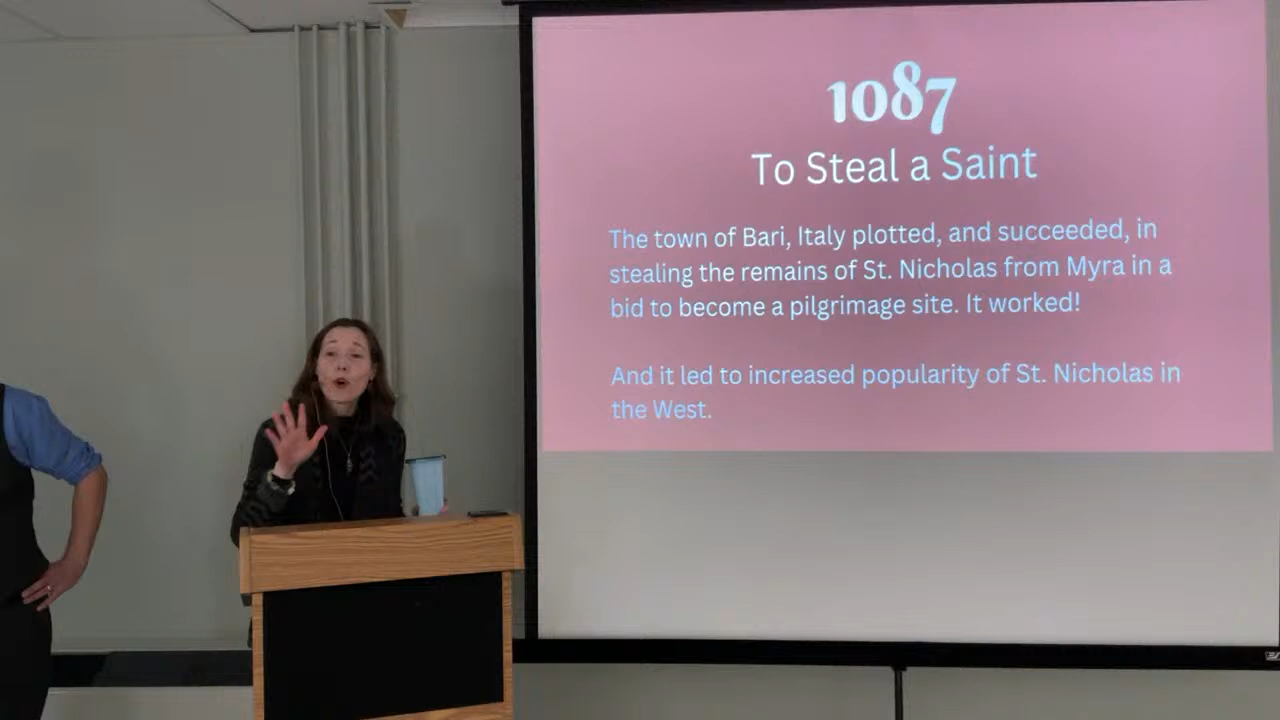 1087
To Steal a Saint
The town of Bari, Italy plotted, and succeeded, in
stealing the remains of St. Nicholas from Myra in a
bid to become a pilgrimage site. It worked!
And it led to increased popularity of St. Nicholas in
the West.